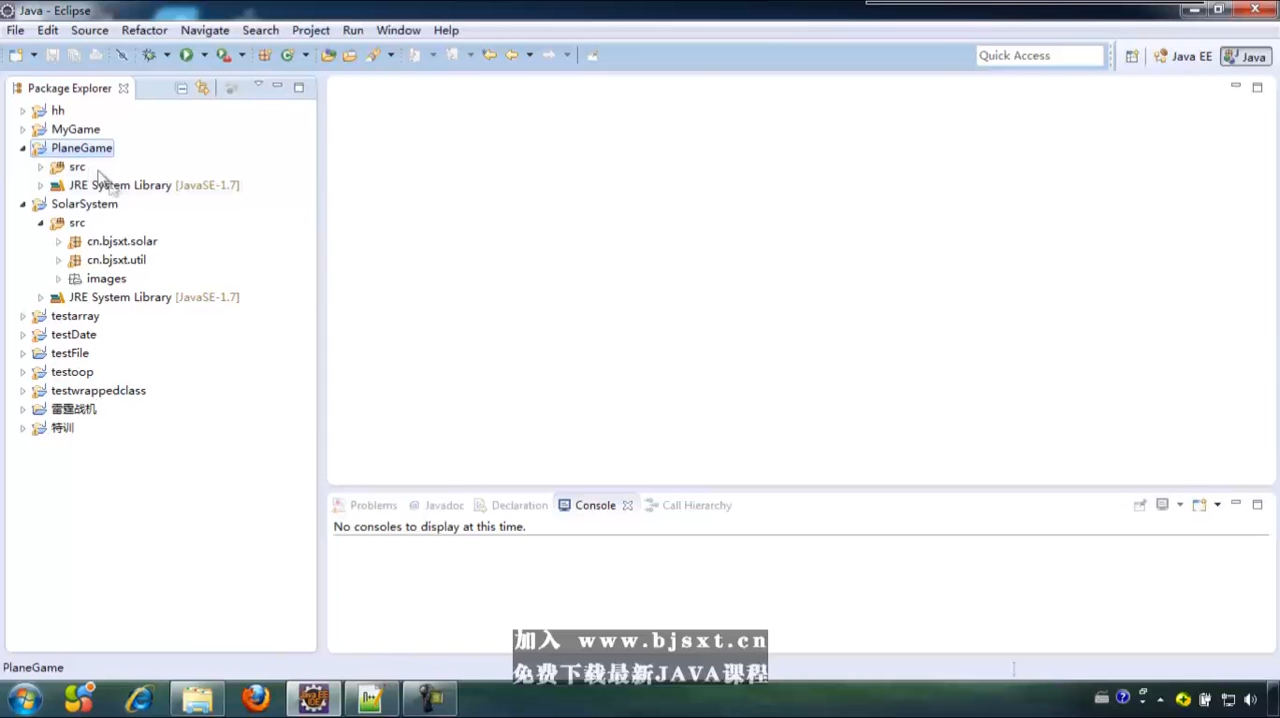 Java - Eclipse
File Edit Source Refactor Navigate Search Project Run Window Help
Quick Access
Java EE
Java
Package Explorer
hh
MyGame
PlaneGame
src
JRE System Library [JavaSE-1.7]
SolarSystem
src
cn.bjsxt.solar
cn.bjsxt.util
images
JRE System Library [JavaSE-1.7]
testarray
testDate
testFile
testoop
testwrappedclass
雷霆战机
特训
Problems Javadoc Declaration Console Call Hierarchy
No consoles to display at this time.
加入 www.bjsxt.cn
免费下载最新JAVA课程
PlaneGame